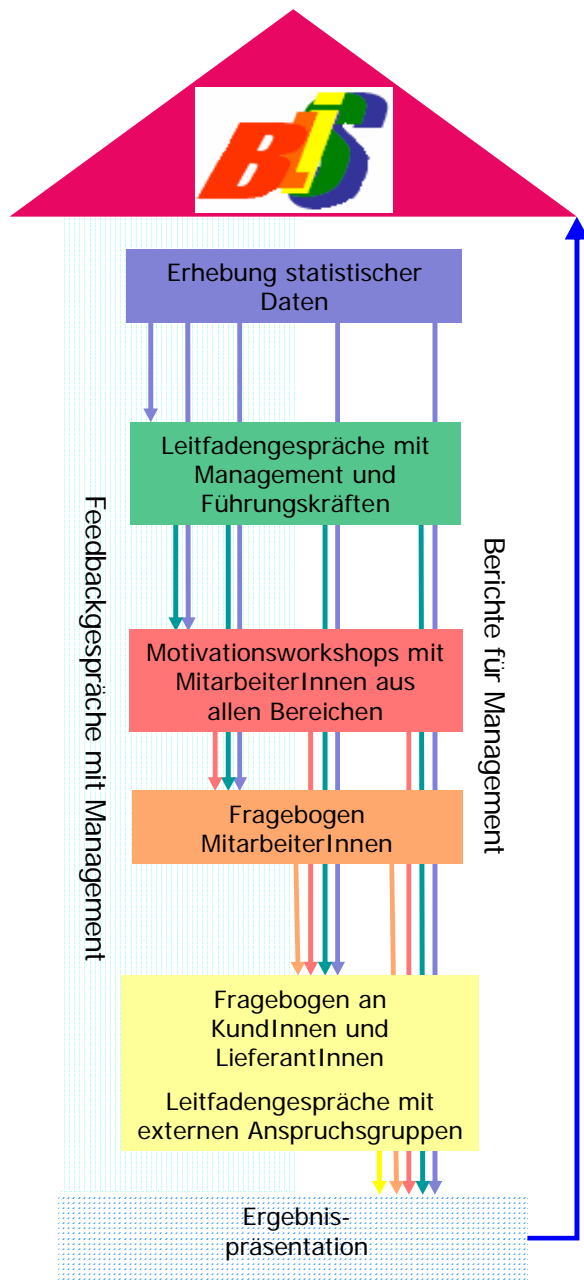 BLiS
Erhebung statistischer
Daten
Leitfadengespräche mit
Management und
Führungskräften
Motivationsworkshops mit
MitarbeiterInnen aus
allen Bereichen
Fragebogen
MitarbeiterInnen
Fragebogen an
KundInnen und
LieferantInnen
Leitfadengespräche mit
externen Anspruchsgruppen
Ergebnis-
präsentation
Feedbackgespräche mit Management
Berichte für Management